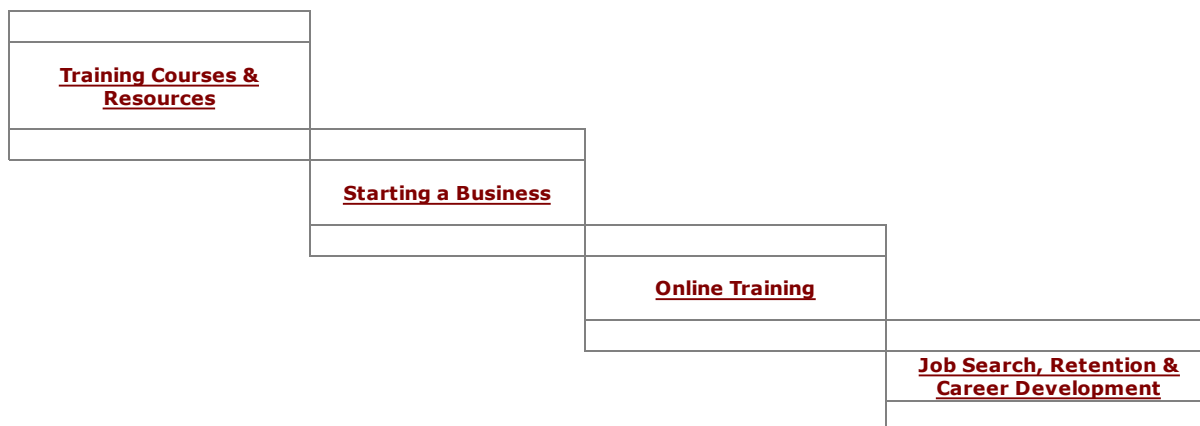 Training Courses &
Resources
Starting a Business
Online Training
Job Search, Retention &
Career Development